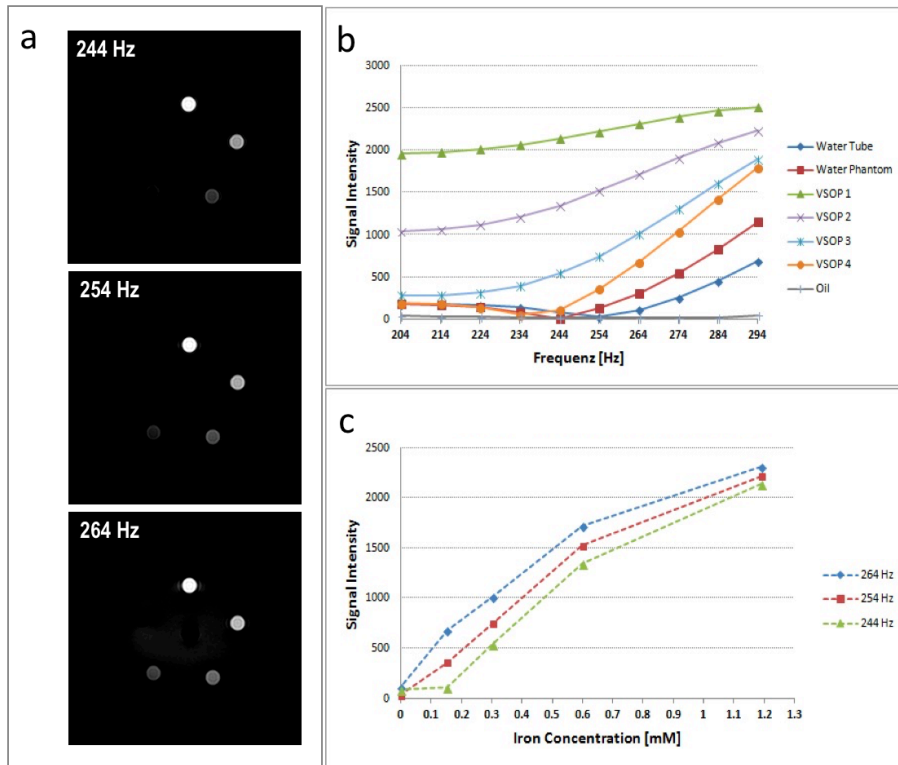 a
244 Hz
254 Hz
264 Hz
b
3000
2500
2000
1500
1000
500
0
Signal Intensity
204 214 224 234 244 254 264 274 284 294
Frequenz [Hz]
Water Tube
Water Phantom
VSOP 1
VSOP 2
VSOP 3
VSOP 4
Oil
c
2500
2000
1500
1000
500
0
Signal Intensity
0 0.1 0.2 0.3 0.4 0.5 0.6 0.7 0.8 0.9 1 1.1 1.2 1.3
Iron Concentration [mM]
264 Hz
254 Hz
244 Hz